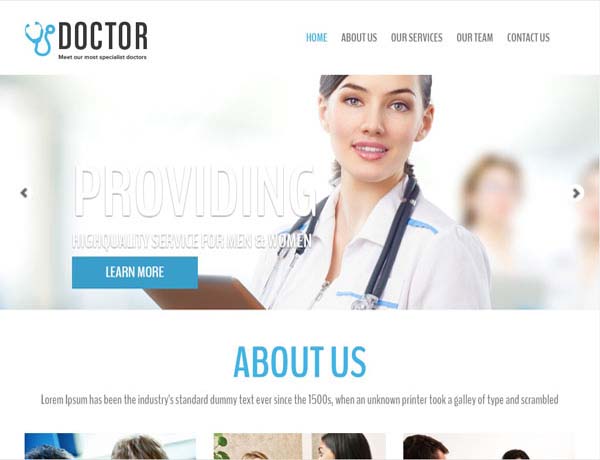 DOCTOR
Meet our most specialist doctors
HOME ABOUT US OUR SERVICES OUR TEAM CONTACT US
PROVIDING
HIGHQUALITY SERVICE FOR MEN & WOMEN
LEARN MORE
ABOUT US
Lorem Ipsum has been the industry's standard dummy text ever since the 1500s, when an unknown printer took a galley of type and scrambled